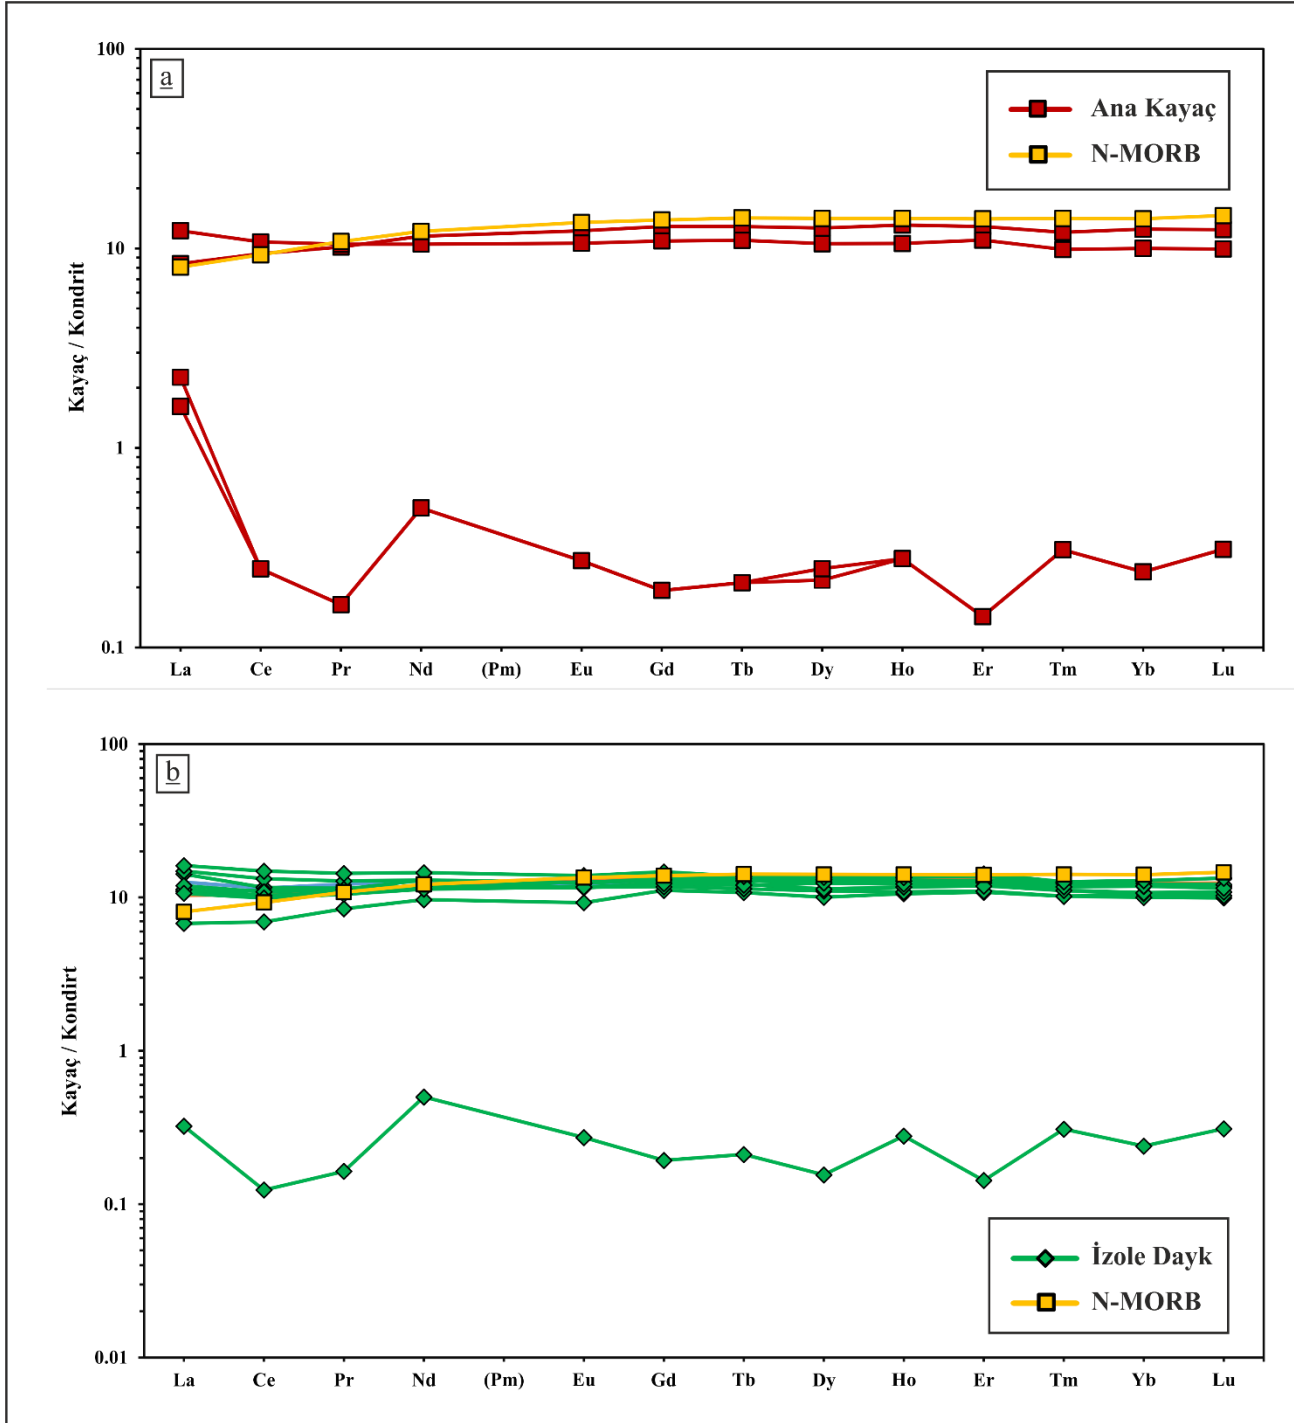 a
100
10
1
0.1
Kayaç / Kondrit
Ana Kayaç
N-MORB
La Ce Pr Nd (Pm) Eu Gd Tb Dy Ho Er Tm Yb Lu
b
100
10
1
0.1
0.01
Kayaç / Kondirt
İzole Dayk
N-MORB
La Ce Pr Nd (Pm) Eu Gd Tb Dy Ho Er Tm Yb Lu